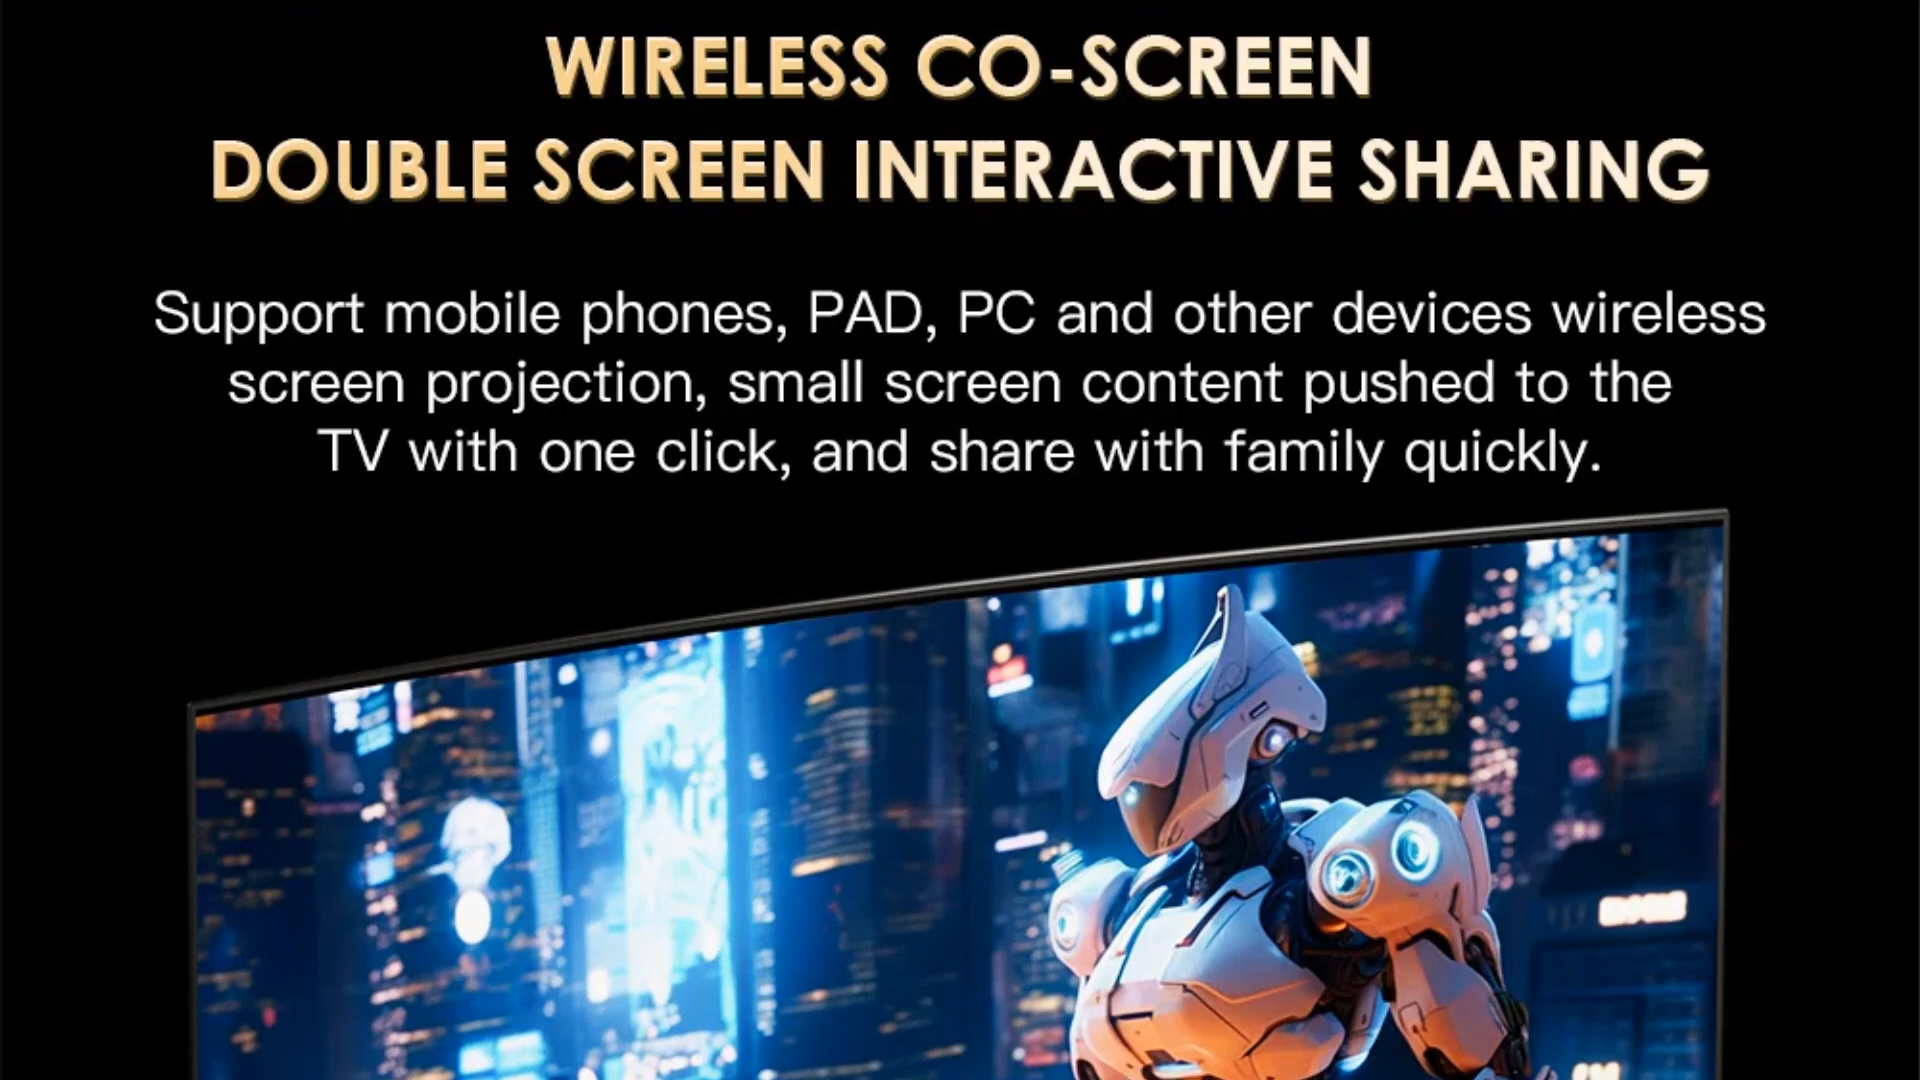 WIRELESS CO-SCREEN
DOUBLE SCREEN INTERACTIVE SHARING
Support mobile phones, PAD, PC and other devices wireless
screen projection, small screen content pushed to the
TV with one click, and share with family quickly.